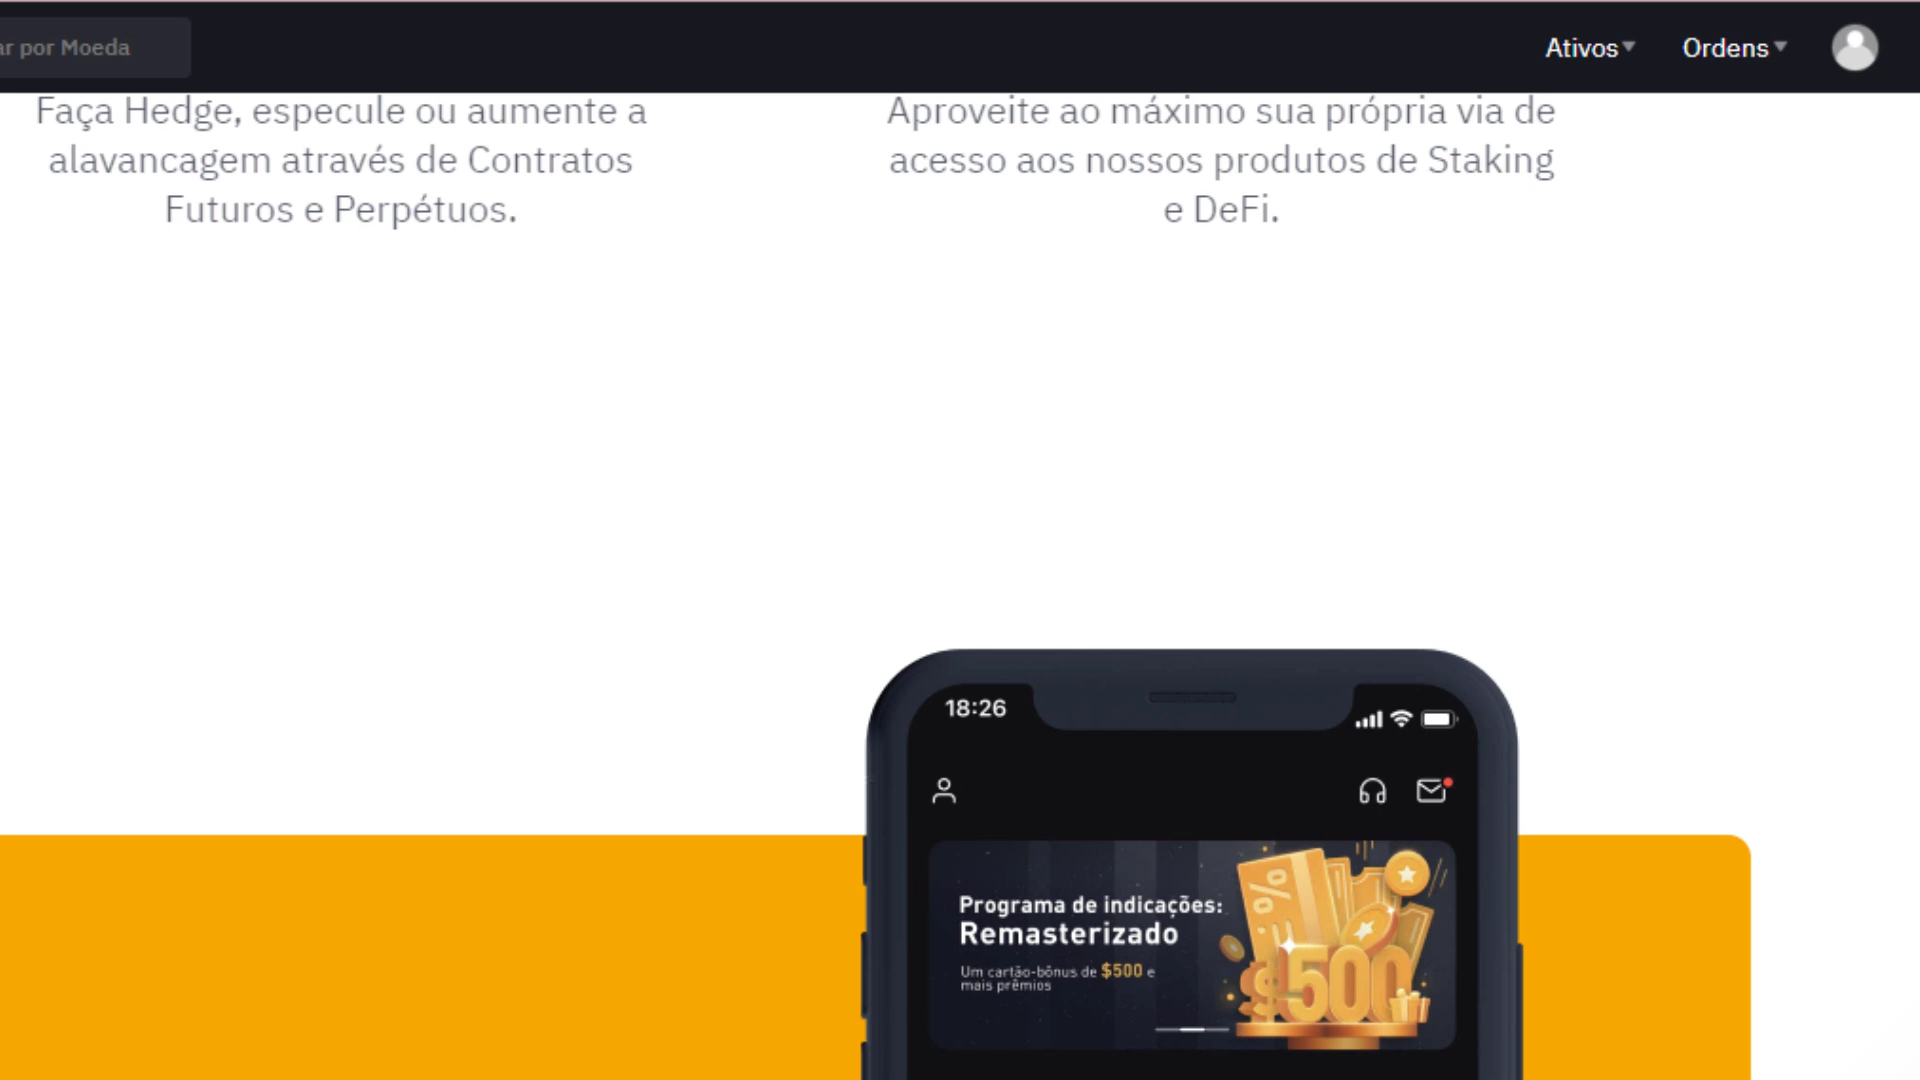 ar por Moeda
Ativos
Ordens
Faça Hedge, especule ou aumente a
alavancagem através de Contratos
Futuros e Perpétuos.
Aproveite ao máximo sua própria via de
acesso aos nossos produtos de Staking
e DeFi.
18:26
Programa de indicações:
Remasterizado
Um cartão-bônus de $500 e
mais prêmios
%
$500